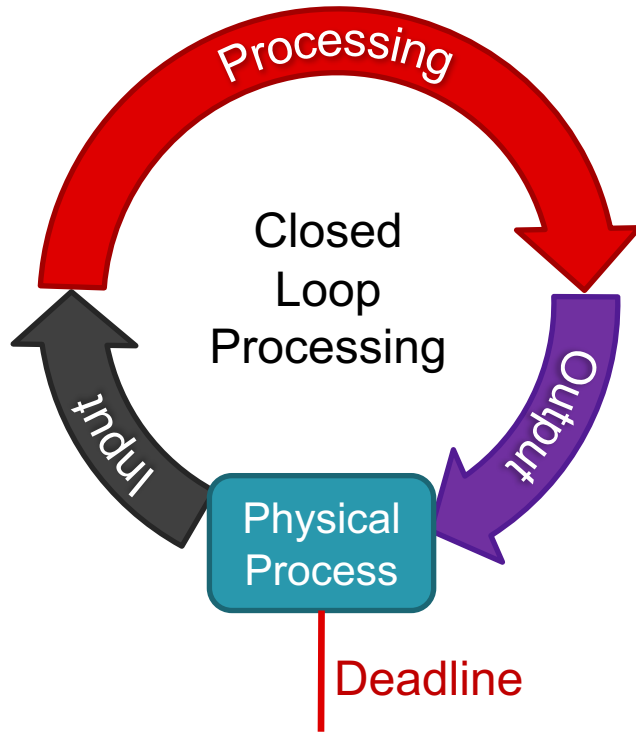 Processing
Closed
Loop
Processing
Input
Output
Physical
Process
Deadline